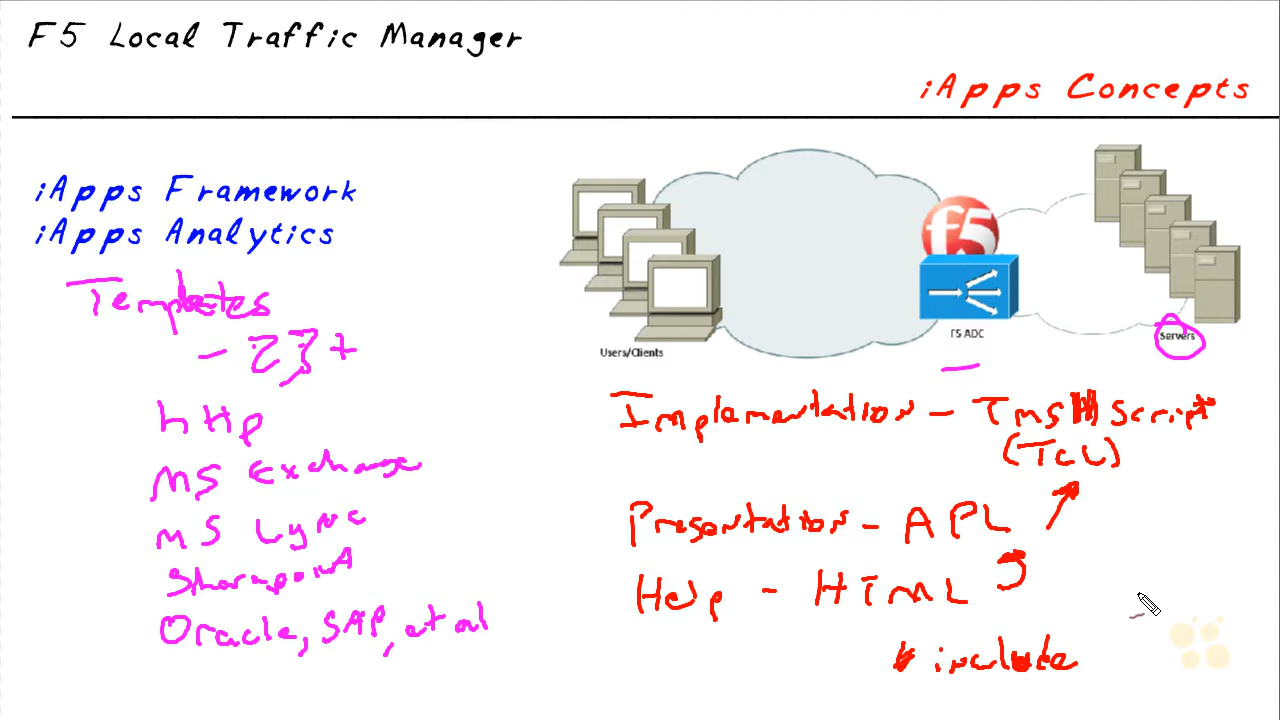 F5 Local Traffic Manager
iApps Concepts
iApps Framework
iApps Analytics
Templates
- 23+
http
MS Exchange
MS Lync
Sharepoint
Oracle, SAP, et al
f5
Users/Clients
F5 ADC
Servers
Implementation - TMSH Script
(TCL)
Presentation - APL
Help - HTML
include